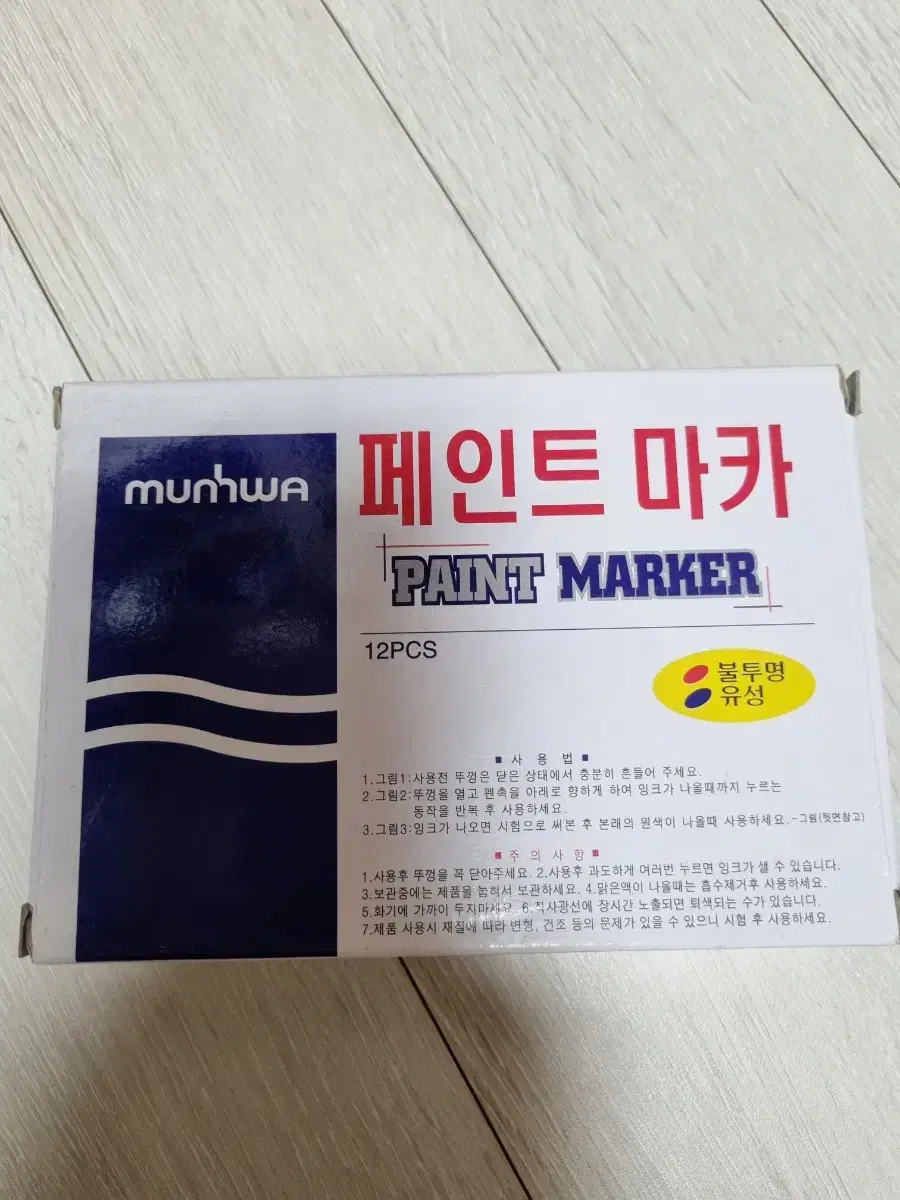 munhwa
페인트 마카
PAINT MARKER
12PCS
불투명
유성
■ 사 용 법 ■
1.그림1:사용전 뚜껑은 닫은 상태에서 충분히 흔들어 주세요.
2.그림2:뚜껑을 열고 펜촉을 아래로 향하게 하여 잉크가 나올때까지 누르는
동작을 반복 후 사용하세요.
3.그림3:잉크가 나오면 시험으로 써본 후 본래의 원색이 나올때 사용하세요.-그림(뒷면참고)
■ 주 의 사 항 ■
1.사용후 뚜껑을 꼭 닫아주세요. 2.사용후 과도하게 여러번 누르면 잉크가 샐 수 있습니다.
3.보관중에는 제품을 눕혀서 보관하세요. 4.맑은액이 나올때는 흡수제거후 사용하세요.
5.화기에 가까이 두지마세요. 6.직사광선에 장시간 노출되면 퇴색되는 수가 있습니다.
7.제품 사용시 재질에 따라 변형, 건조 등의 문제가 있을 수 있으니 시험 후 사용하세요.